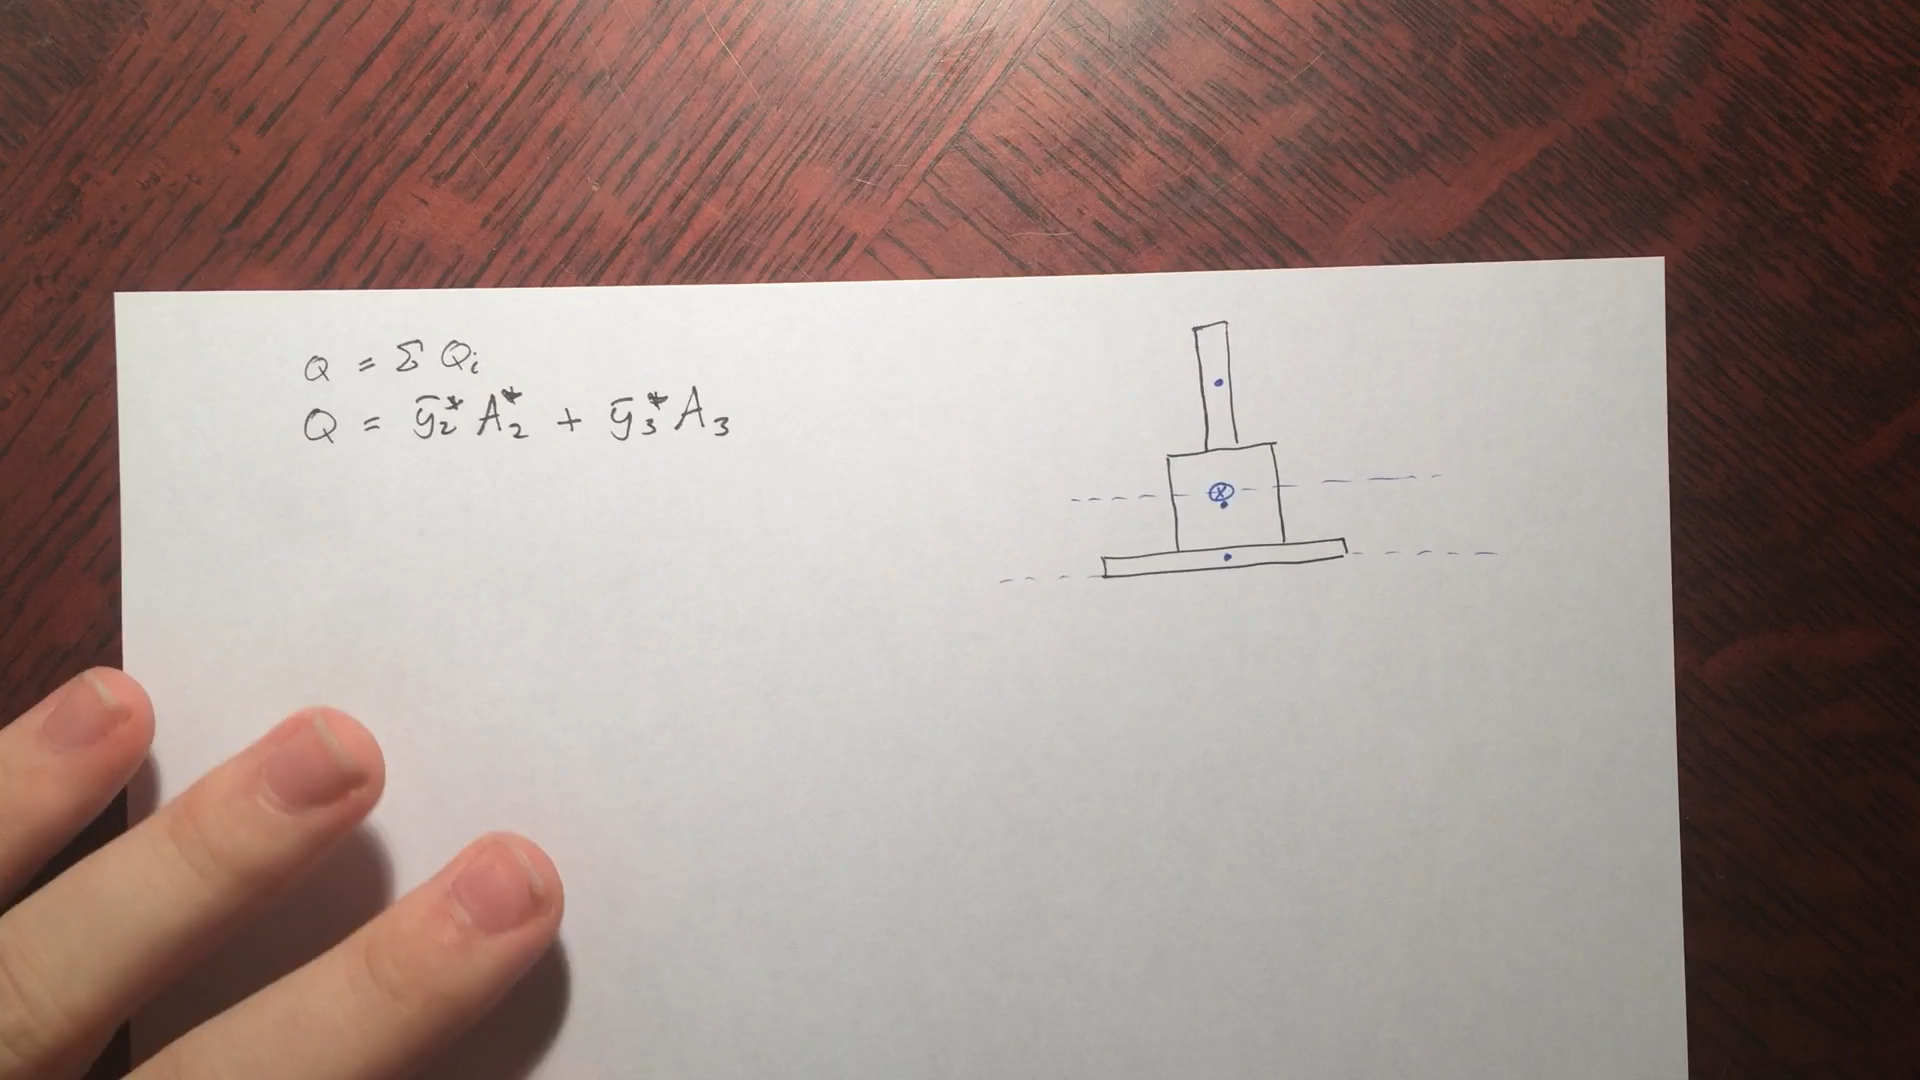 Q = Σ Qi
Q = ȳ₂* A₂* + ȳ₃* A₃